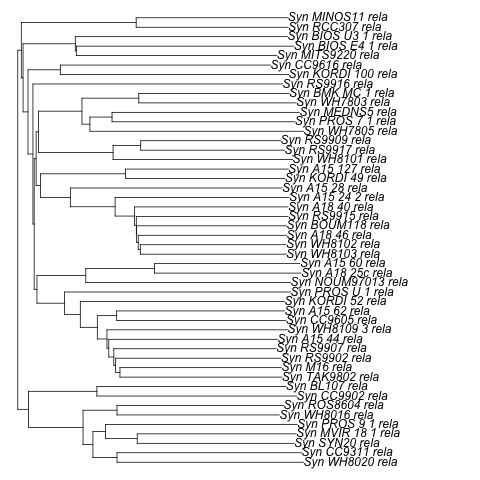 Syn MINOS11 rela
Syn RCC307 rela
Syn BIOS U3 1 rela
Syn BIOS E4 1 rela
Syn MITS9220 rela
Syn CC9616 rela
Syn KORDI 100 rela
Syn RS9916 rela
Syn BMK MC 1 rela
Syn WH7803 rela
Syn MEDNS5 rela
Syn PROS 7 1 rela
Syn WH7805 rela
Syn RS9909 rela
Syn RS9917 rela
Syn WH8101 rela
Syn A15 127 rela
Syn KORDI 49 rela
Syn A15 28 rela
Syn A15 24 2 rela
Syn A18 40 rela
Syn RS9915 rela
Syn BOUM118 rela
Syn A18 46 rela
Syn WH8102 rela
Syn WH8103 rela
Syn A15 60 rela
Syn A18 25c rela
Syn NOUM97013 rela
Syn PROS U 1 rela
Syn KORDI 52 rela
Syn A15 62 rela
Syn CC9605 rela
Syn WH8109 3 rela
Syn A15 44 rela
Syn RS9907 rela
Syn RS9902 rela
Syn M16 rela
Syn TAK9802 rela
Syn BL107 rela
Syn CC9902 rela
Syn ROS8604 rela
Syn WH8016 rela
Syn PROS 9 1 rela
Syn MVIR 18 1 rela
Syn SYN20 rela
Syn CC9311 rela
Syn WH8020 rela